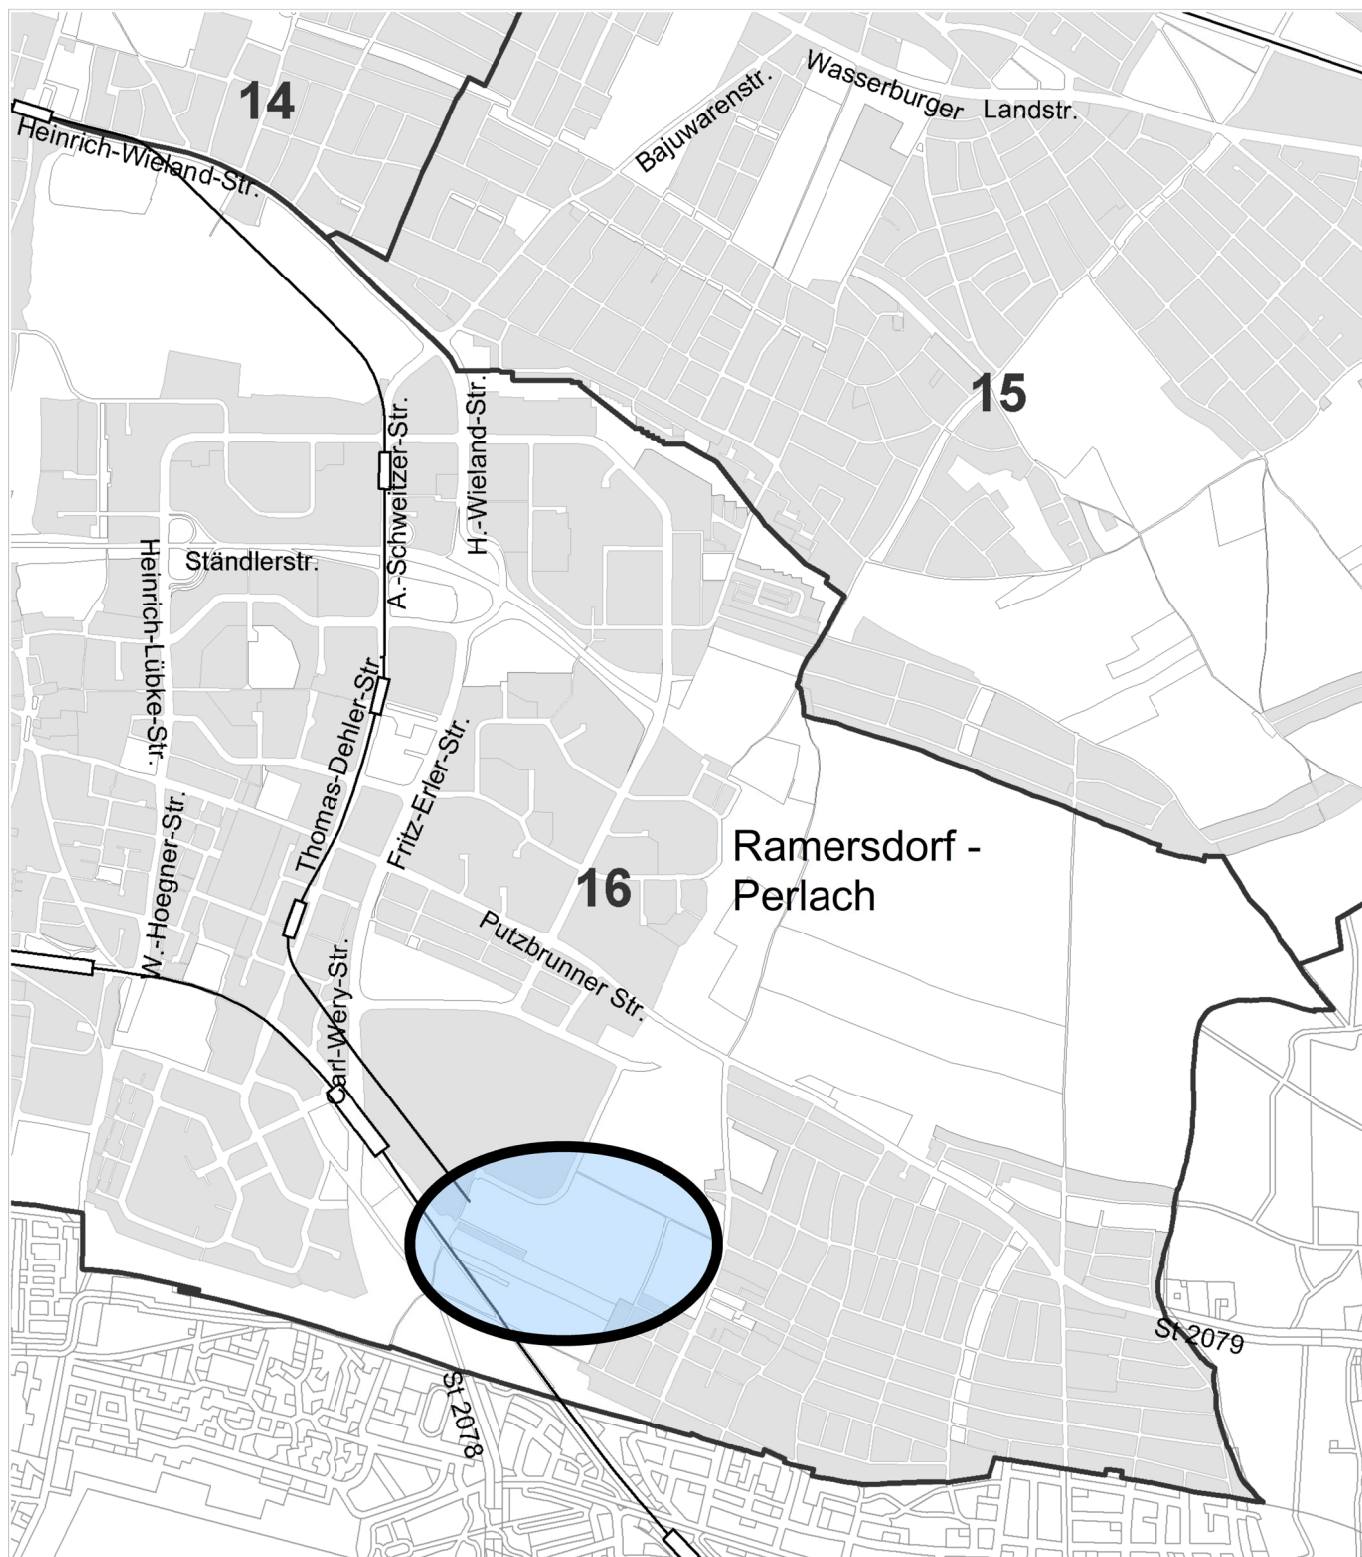 14
Wasserburger Landstr.
Bajuwarenstr.
Heinrich-Wieland-Str.
15
A.-Schweitzer-Str.
H.-Wieland-Str.
Ständlerstr.
Heinrich-Lübke-Str.
Thomas-Dehler-Str.
Fritz-Erler-Str.
W.-Hoegner-Str.
Ramersdorf -
Perlach
16
Putzbrunner Str.
Carl-Wery-Str.
St 2079
St 2078